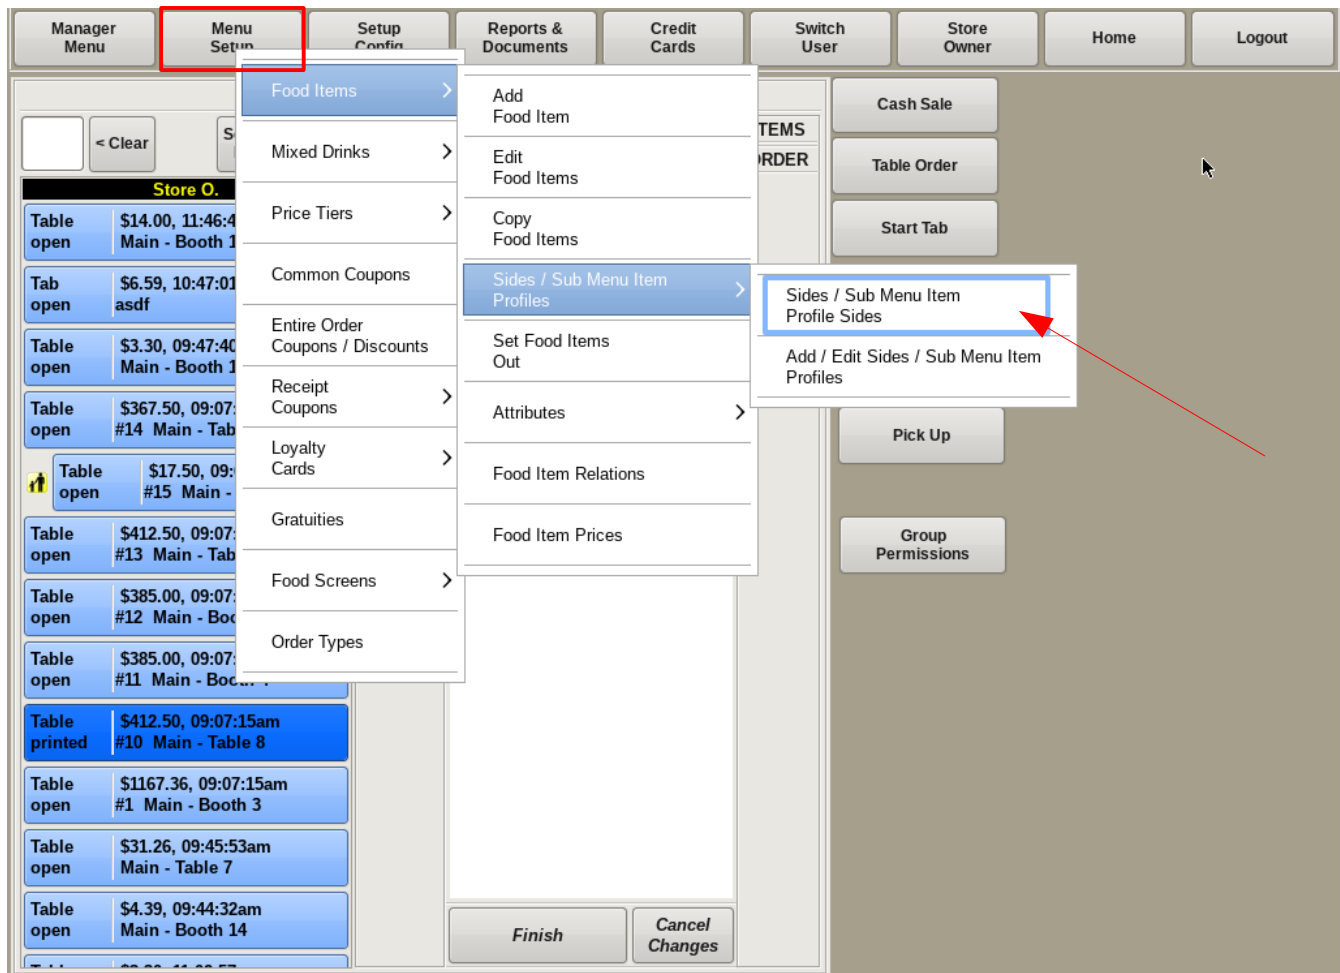 Manager
Menu
Menu
Setup
Setup
Config
Reports &
Documents
Credit
Cards
Switch
User
Store
Owner
Home
Logout
< Clear
Store O.
Table
open
$14.00, 11:46:4
Main - Booth 1
Tab
open
$6.59, 10:47:01
asdf
Table
open
$3.30, 09:47:40
Main - Booth 1
Table
open
$367.50, 09:07:
#14 Main - Tab
Table
open
$17.50, 09:
#15 Main -
Table
open
$412.50, 09:07:
#13 Main - Tab
Table
open
$385.00, 09:07:
#12 Main - Boo
Table
open
$385.00, 09:07:
#11 Main -
Table
printed
$412.50, 09:07:15am
#10 Main - Table 8
Table
open
$1167.36, 09:07:15am
#1 Main - Booth 3
Table
open
$31.26, 09:45:53am
Main - Table 7
Table
open
$4.39, 09:44:32am
Main - Booth 14
Food Items
Mixed Drinks
Price Tiers
Common Coupons
Entire Order
Coupons / Discounts
Receipt
Coupons
Loyalty
Cards
Gratuities
Food Screens
Order Types
Add
Food Item
Edit
Food Items
Copy
Food Items
Sides / Sub Menu Item
Profiles
Set Food Items
Out
Attributes
Food Item Relations
Food Item Prices
Sides / Sub Menu Item
Profile Sides
Add / Edit Sides / Sub Menu Item
Profiles
TEMS
RDER
Cash Sale
Table Order
Start Tab
Pick Up
Group
Permissions
Finish
Cancel
Changes